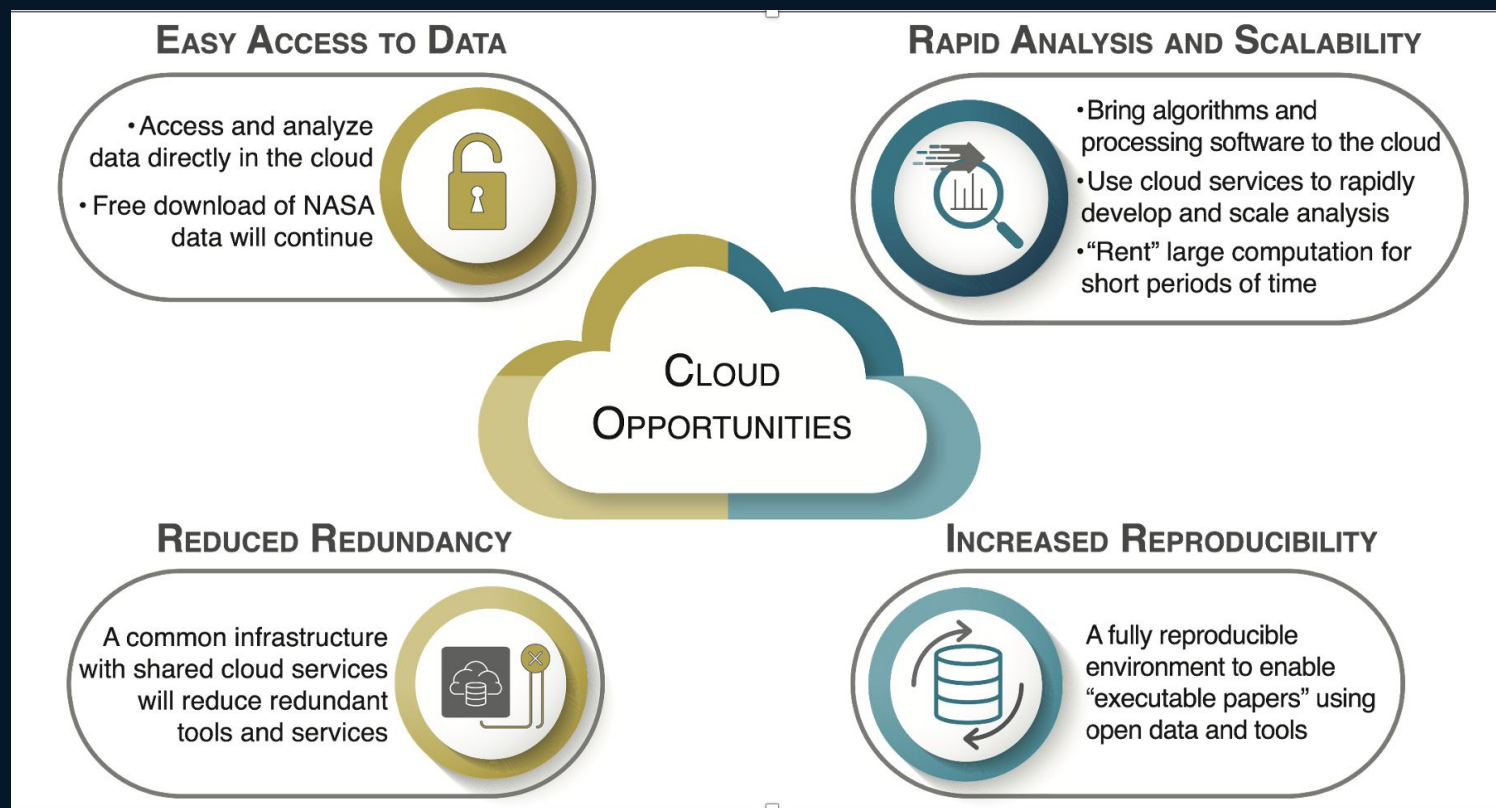 EASY ACCESS TO DATA
• Access and analyze
data directly in the cloud
• Free download of NASA
data will continue
RAPID ANALYSIS AND SCALABILITY
• Bring algorithms and
processing software to the cloud
• Use cloud services to rapidly
develop and scale analysis
• “Rent” large computation for
short periods of time
CLOUD
OPPORTUNITIES
REDUCED REDUNDANCY
A common infrastructure
with shared cloud services
will reduce redundant
tools and services
INCREASED REPRODUCIBILITY
A fully reproducible
environment to enable
“executable papers” using
open data and tools